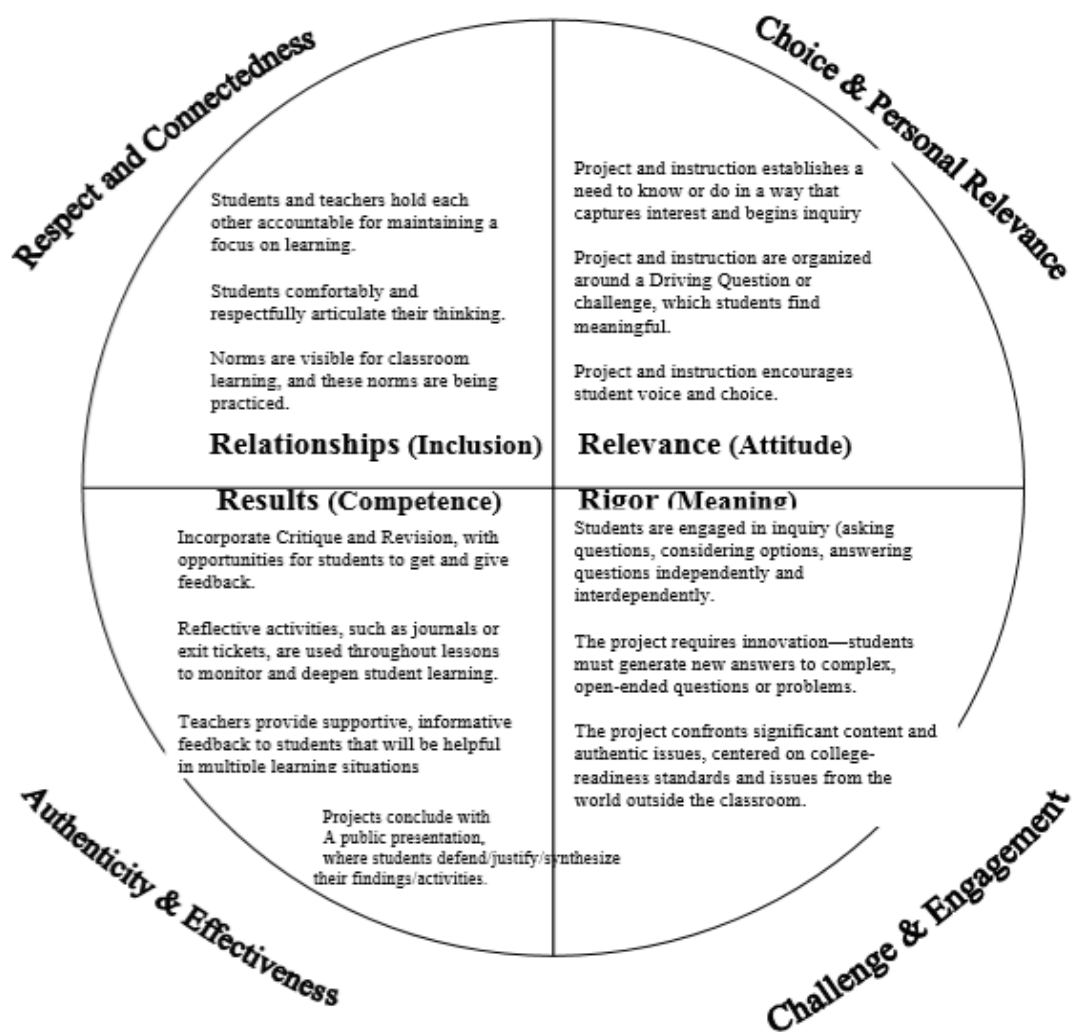 Respect and Connectedness
Choice & Personal Relevance
Students and teachers hold each
other accountable for maintaining a
focus on learning.
Students comfortably and
respectfully articulate their thinking.
Norms are visible for classroom
learning, and these norms are being
practiced.
Relationships (Inclusion)
Project and instruction establishes a
need to know or do in a way that
captures interest and begins inquiry
Project and instruction are organized
around a Driving Question or
challenge, which students find
meaningful.
Project and instruction encourages
student voice and choice.
Relevance (Attitude)
Results (Competence)
Incorporate Critique and Revision, with
opportunities for students to get and give
feedback.
Reflective activities, such as journals or
exit tickets, are used throughout lessons
to monitor and deepen student learning.
Teachers provide supportive, informative
feedback to students that will be helpful
in multiple learning situations
Projects conclude with
A public presentation,
where students defend/justify/synthesize
their findings/activities.
Rigor (Meaning)
Students are engaged in inquiry (asking
questions, considering options, answering
questions independently and
interdependently.
The project requires innovation—students
must generate new answers to complex,
open-ended questions or problems.
The project confronts significant content and
authentic issues, centered on college-
readiness standards and issues from the
world outside the classroom.
Authenticity & Effectiveness
Challenge & Engagement